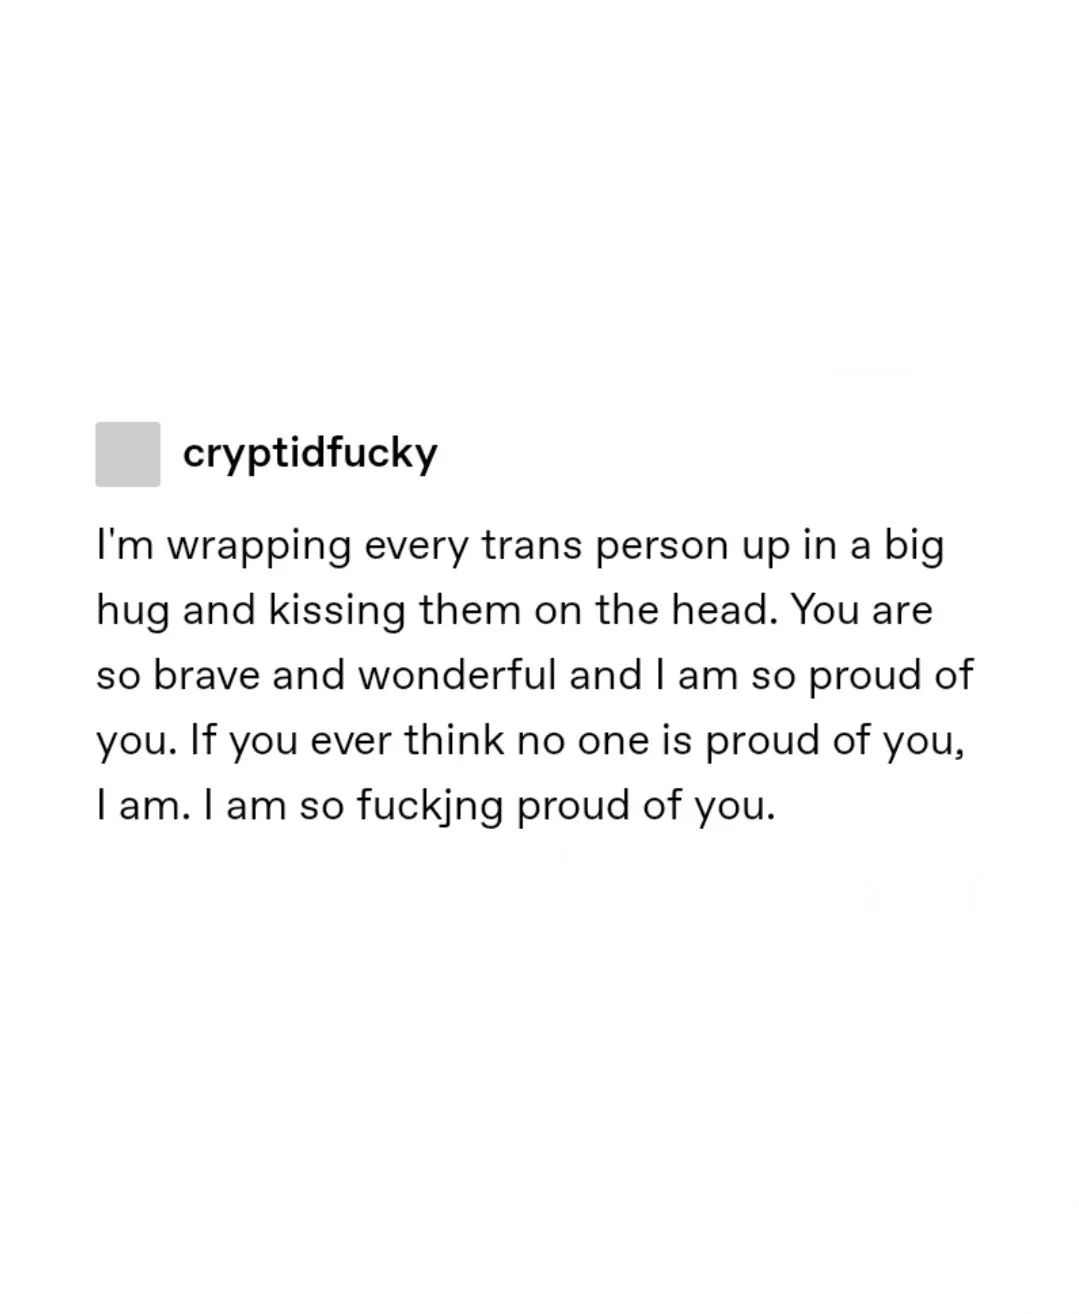 cryptidfucky
I'm wrapping every trans person up in a big
hug and kissing them on the head. You are
so brave and wonderful and I am so proud of
you. If you ever think no one is proud of you,
I am. I am so fuckjng proud of you.